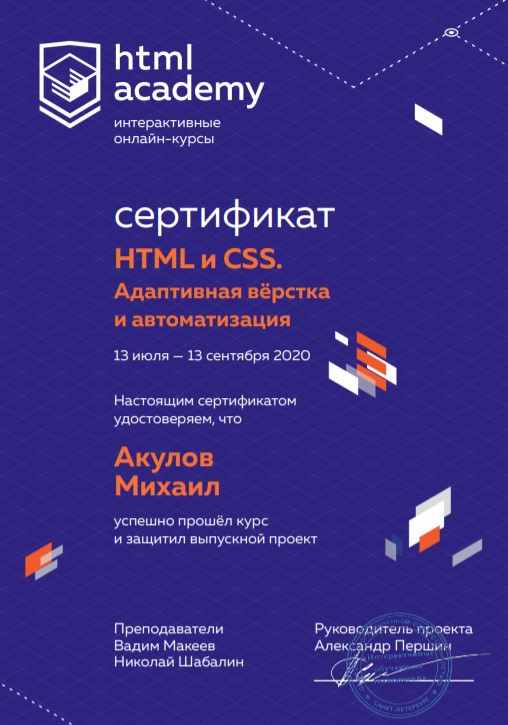 html
academy
интерактивные
онлайн-курсы
сертификат
HTML и CSS.
Адаптивная вёрстка
и автоматизация
13 июля — 13 сентября 2020
Настоящим сертификатом
удостоверяем, что
Акулов
Михаил
успешно прошёл курс
и защитил выпускной проект
Преподаватели
Вадим Макеев
Николай Шабалин
Руководитель проекта
Александр Першин